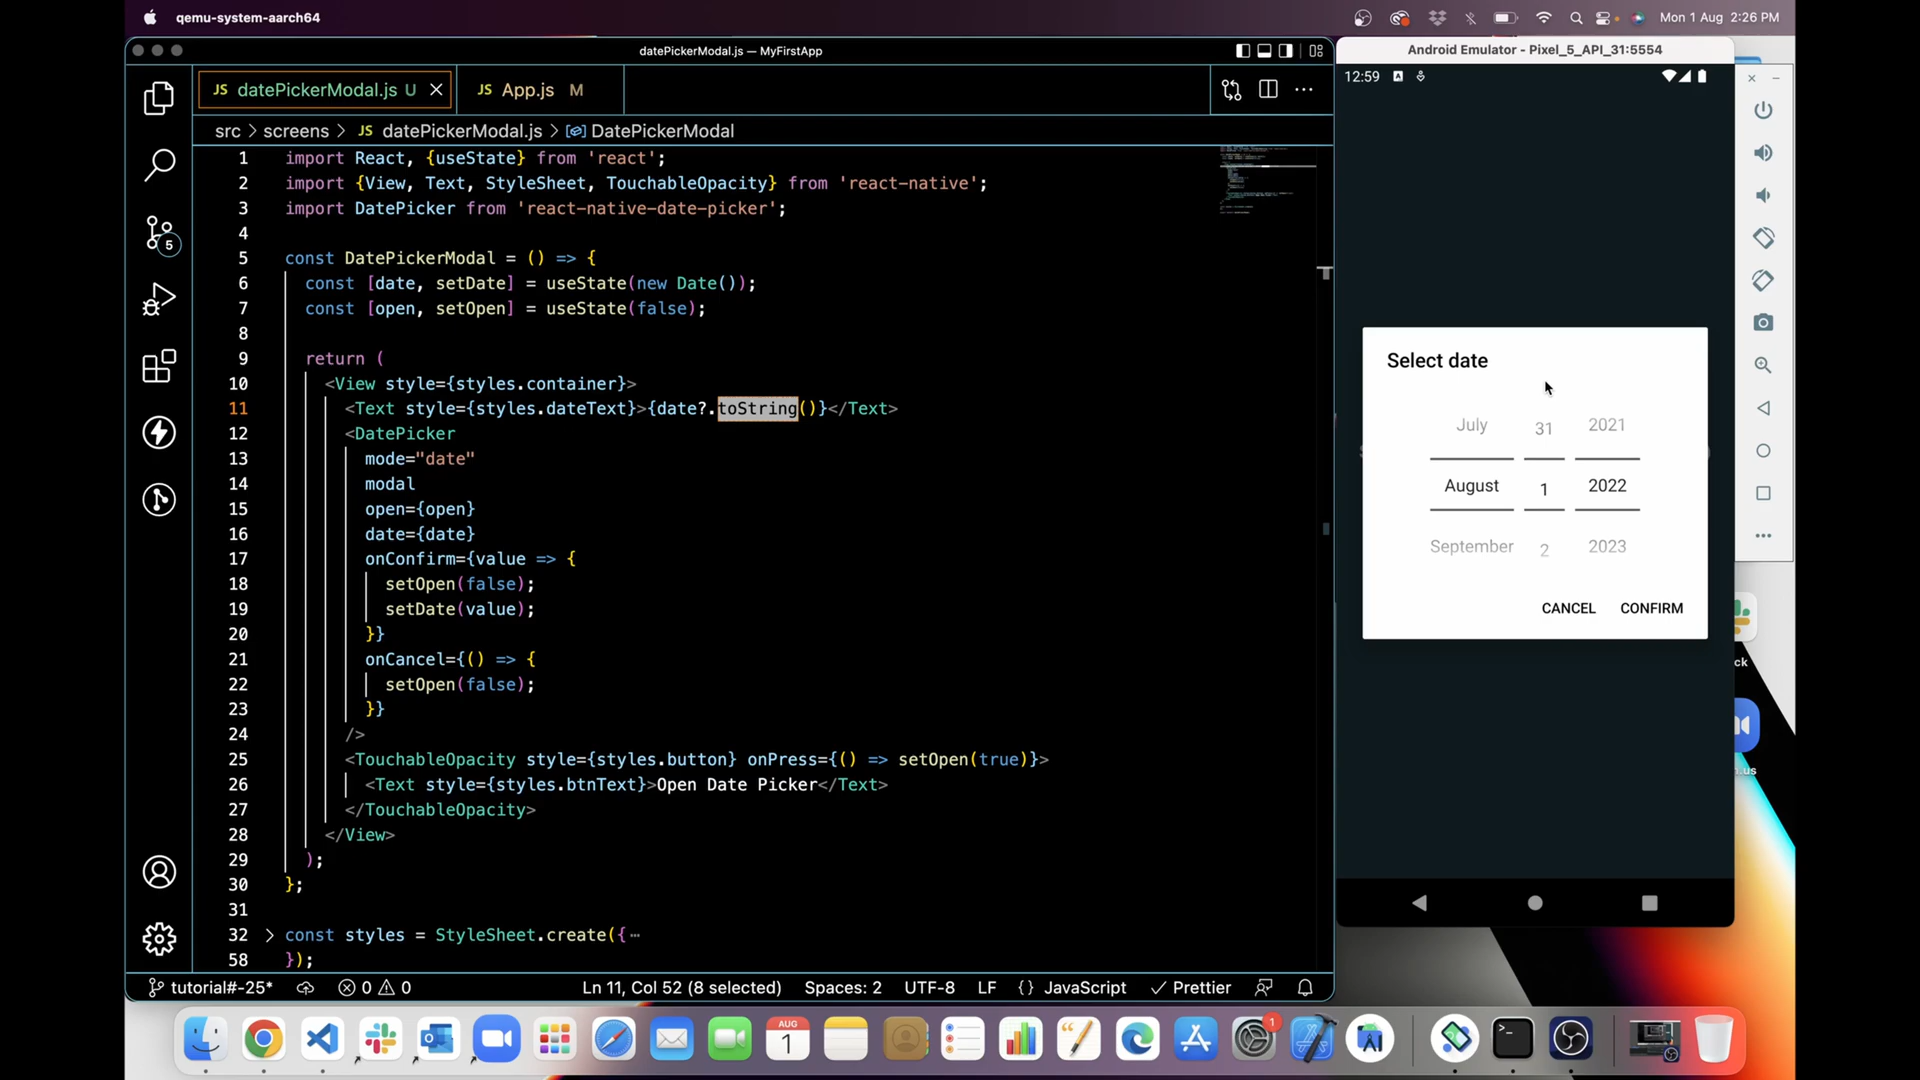 qemu-system-aarch64
Mon 1 Aug 2:26 PM
datePickerModal.js — MyFirstApp
JS datePickerModal.js U
JS App.js M
src > screens > JS datePickerModal.js > DatePickerModal
1 import React, {useState} from 'react';
2 import {View, Text, StyleSheet, TouchableOpacity} from 'react-native';
3 import DatePicker from 'react-native-date-picker';
4
5 const DatePickerModal = () => {
6 const [date, setDate] = useState(new Date());
7 const [open, setOpen] = useState(false);
8
9 return (
10 <View style={styles.container}>
11 <Text style={styles.dateText}>{date?.toString()}</Text>
12 <DatePicker
13 mode="date"
14 modal
15 open={open}
16 date={date}
17 onConfirm={value => {
18 setOpen(false);
19 setDate(value);
20 }}
21 onCancel={() => {
22 setOpen(false);
23 }}
24 />
25 <TouchableOpacity style={styles.button} onPress={() => setOpen(true)}>
26 <Text style={styles.btnText}>Open Date Picker</Text>
27 </TouchableOpacity>
28 </View>
29 );
30 };
31
32 const styles = StyleSheet.create({⋯
58 });
5
tutorial#-25* 0 0 Ln 11, Col 52 (8 selected) Spaces: 2 UTF-8 LF {} JavaScript Prettier
Android Emulator - Pixel_5_API_31:5554
12:59
Select date
July 31 2021
August 1 2022
September 2 2023
CANCEL CONFIRM
ck
AUG
1
1